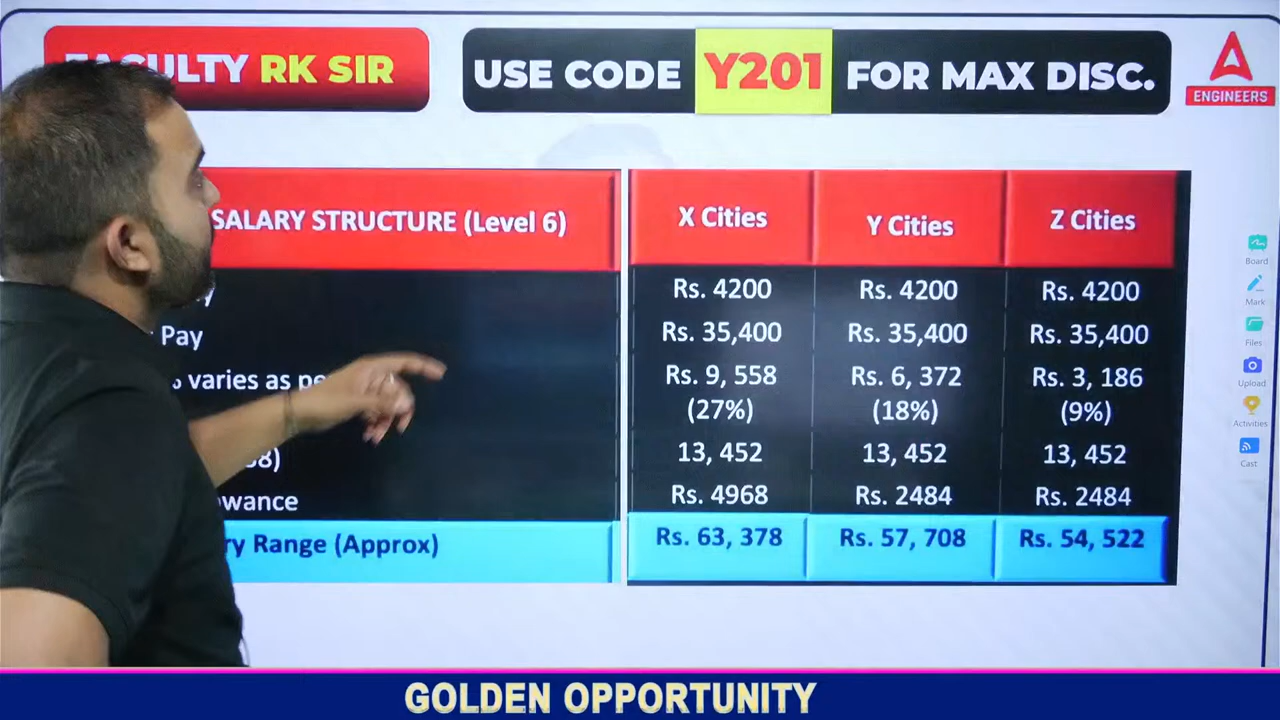 FACULTY RK SIR
USE CODE Y201 FOR MAX DISC.
ENGINEERS
SALARY STRUCTURE (Level 6) X Cities Y Cities Z Cities
Rs. 4200 Rs. 4200 Rs. 4200
Pay Rs. 35,400 Rs. 35,400 Rs. 35,400
varies as Rs. 9, 558 Rs. 6, 372 Rs. 3, 186
(27%) (18%) (9%)
13, 452 13, 452 13, 452
Rs. 4968 Rs. 2484 Rs. 2484
Range (Approx) Rs. 63, 378 Rs. 57, 708 Rs. 54, 522
Board
Mark
Files
Upload
Activities
Cast
GOLDEN OPPORTUNITY